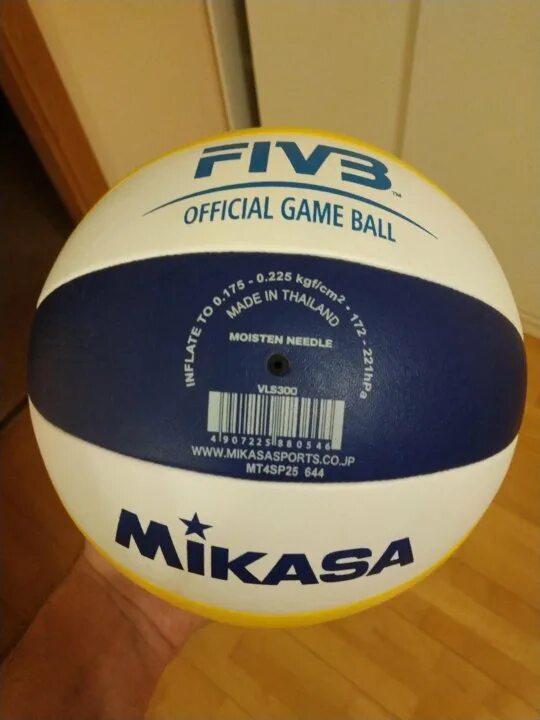 FIVB™
OFFICIAL GAME BALL
INFLATE TO 0.175 - 0.225 kgf/cm2 - 172 - 221hPa
MADE IN THAILAND
MOISTEN NEEDLE
VLS300
4 907225 880546
WWW.MIKASASPORTS.CO.JP
MT4SP25 644
MiKASA